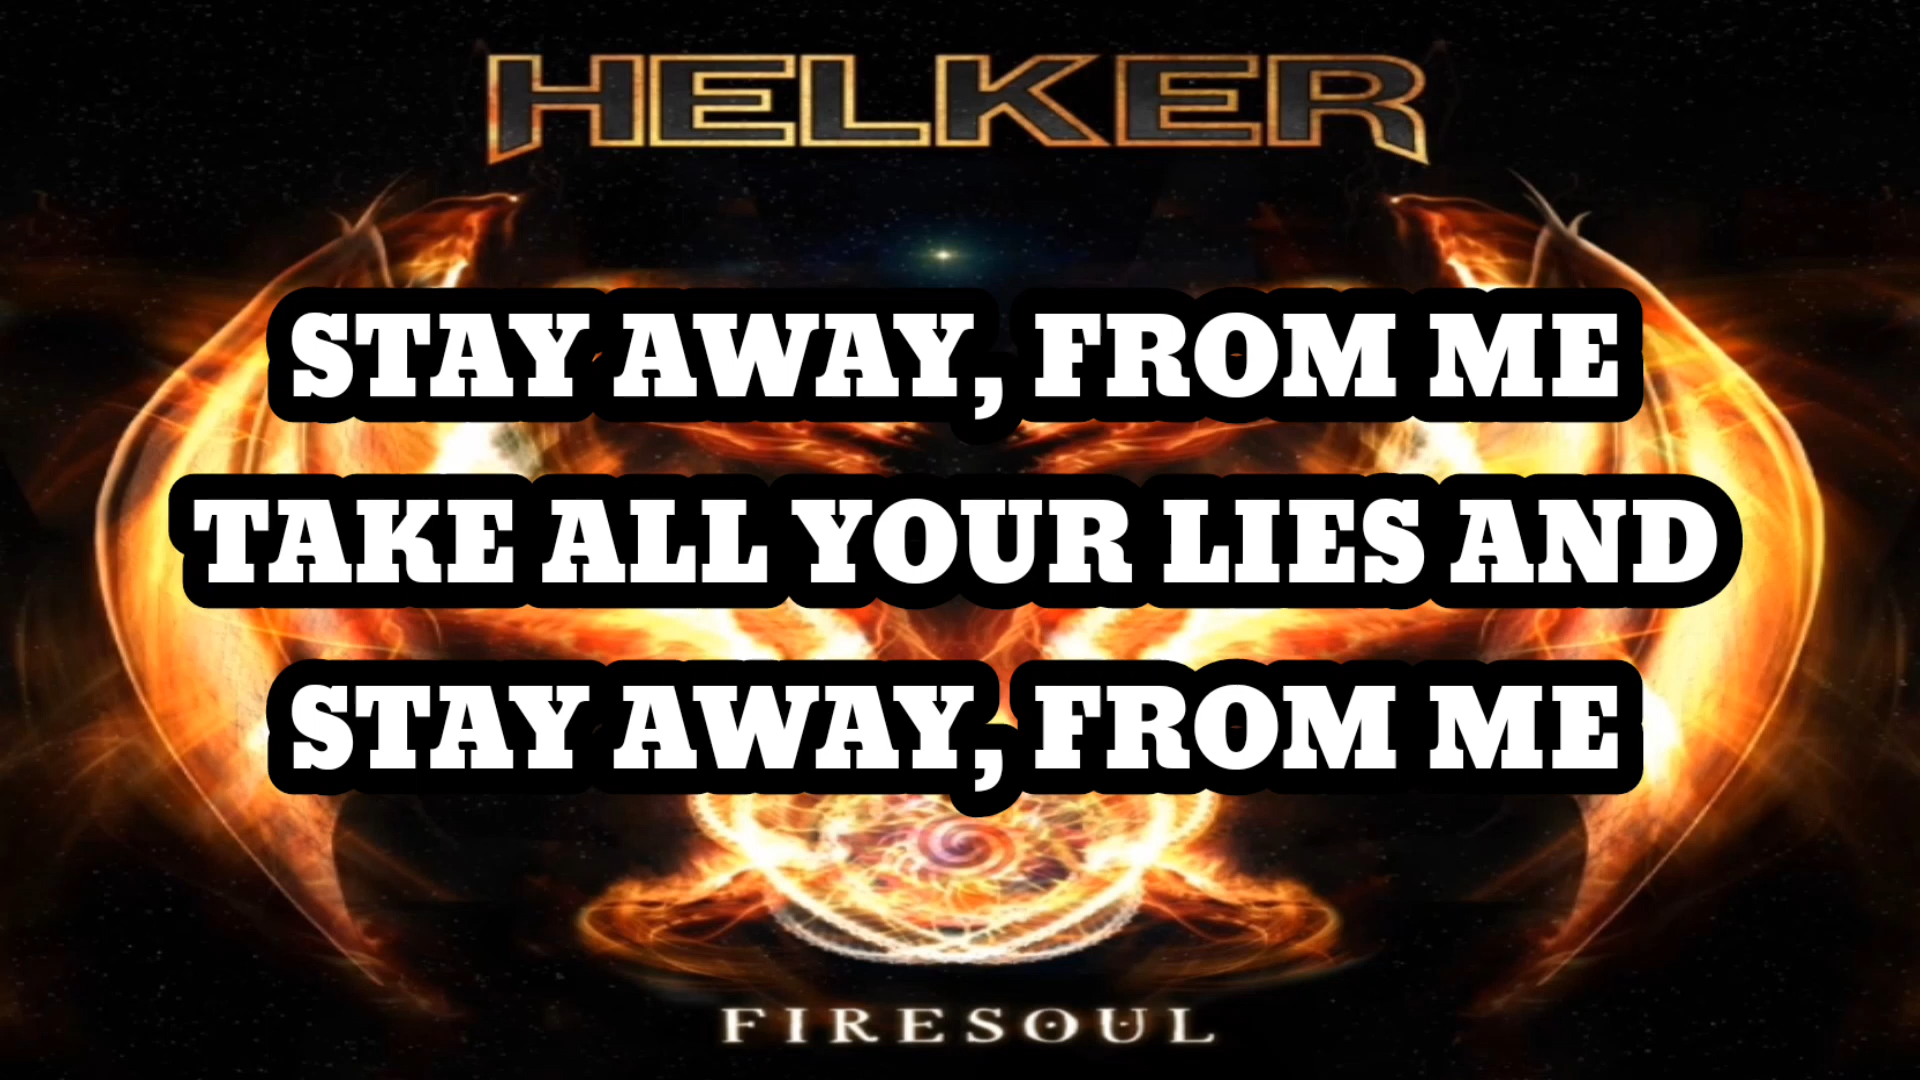 HELKER
STAY AWAY, FROM ME
TAKE ALL YOUR LIES AND
STAY AWAY, FROM ME
FIRESOUL